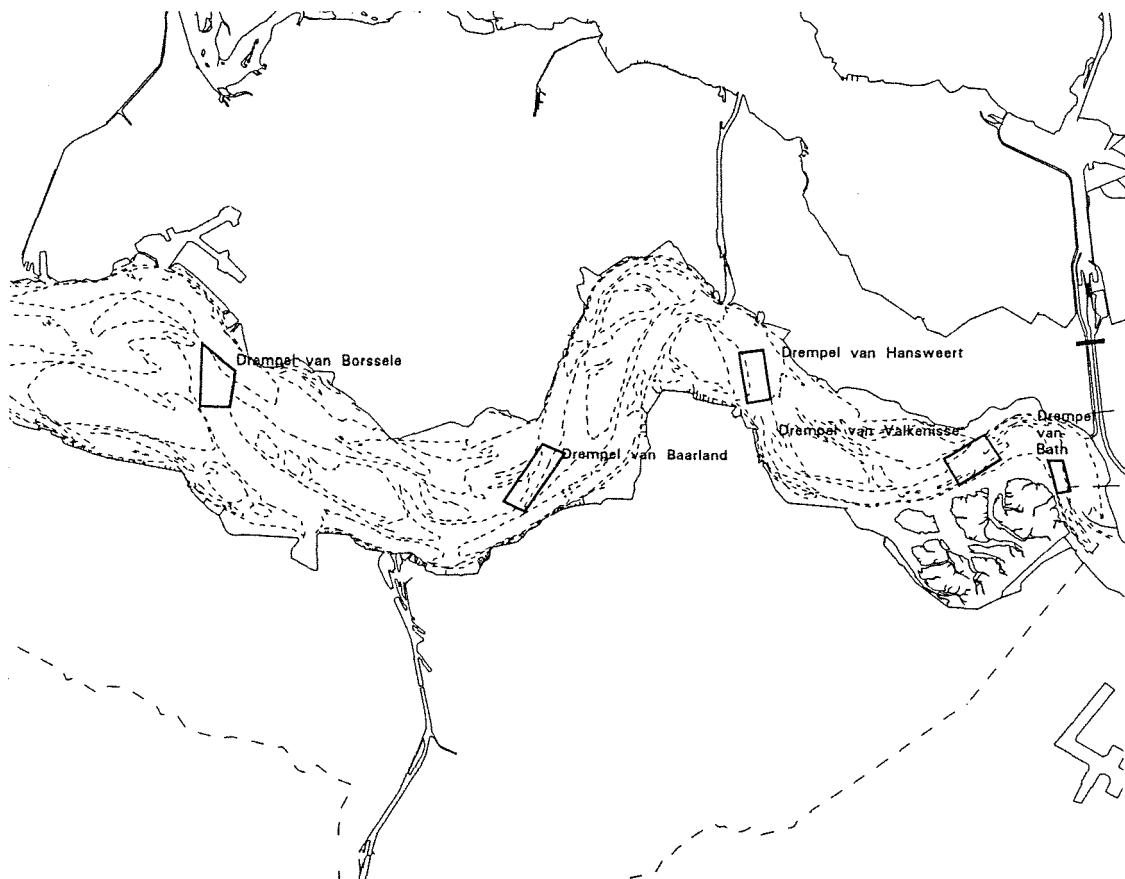 Drempel van Borssele
Drempel van Hansweert
Drempel van Baarland
Drempel van Valkenisse
Drempel
van
Bath